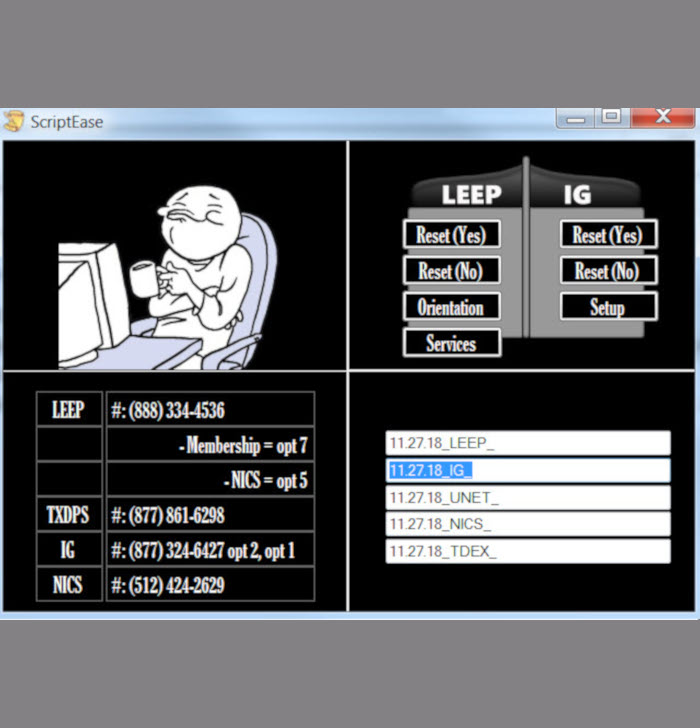 ScriptEase
LEEP IG
Reset (Yes) Reset (Yes)
Reset (No) Reset (No)
Orientation Setup
Services
LEEP #: (888) 334-4536
- Membership = opt 7
- NICS = opt 5
TXDPS #: (877) 861-6298
IG #: (877) 324-6427 opt 2, opt 1
NICS #: (512) 424-2629
11.27.18_LEEP_
11.27.18_IG_
11.27.18_UNET_
11.27.18_NICS_
11.27.18_TDEX_